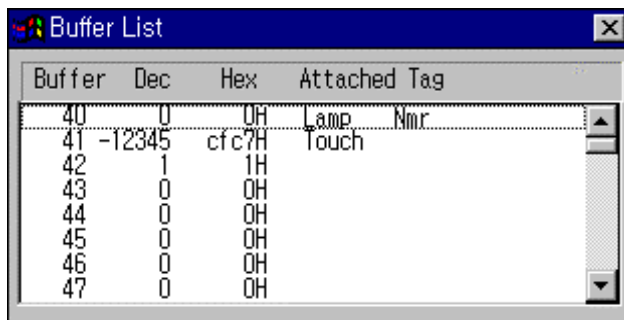 Buffer List
Buffer Dec Hex Attached Tag
40 0 0H Lamp Nmr
41 -12345 cfc7H Touch
42 1 1H
43 0 0H
44 0 0H
45 0 0H
46 0 0H
47 0 0H